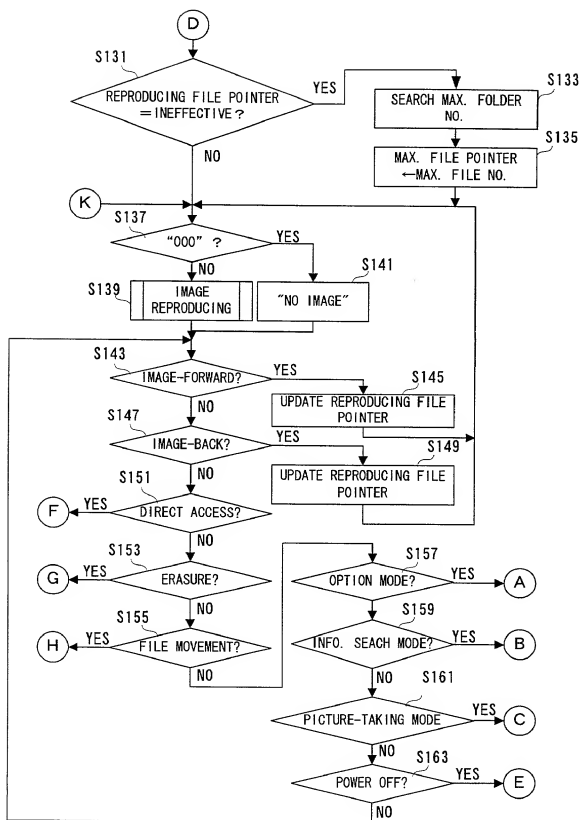 D
S131
REPRODUCING FILE POINTER
=INEFFECTIVE?
YES
NO
S133
SEARCH MAX. FOLDER
NO.
S135
MAX. FILE POINTER
←MAX. FILE NO.
K
S137
"000" ?
YES
NO
S139
IMAGE
REPRODUCING
S141
"NO IMAGE"
S143
IMAGE-FORWARD?
YES
NO
S145
UPDATE REPRODUCING FILE
POINTER
S147
IMAGE-BACK?
YES
NO
S149
UPDATE REPRODUCING FILE
POINTER
S151
DIRECT ACCESS?
YES
F
NO
S153
ERASURE?
YES
G
NO
S155
FILE MOVEMENT?
YES
H
NO
S157
OPTION MODE?
YES
A
NO
S159
INFO. SEACH MODE?
YES
B
NO
S161
PICTURE-TAKING MODE
YES
C
NO
S163
POWER OFF?
YES
E
NO